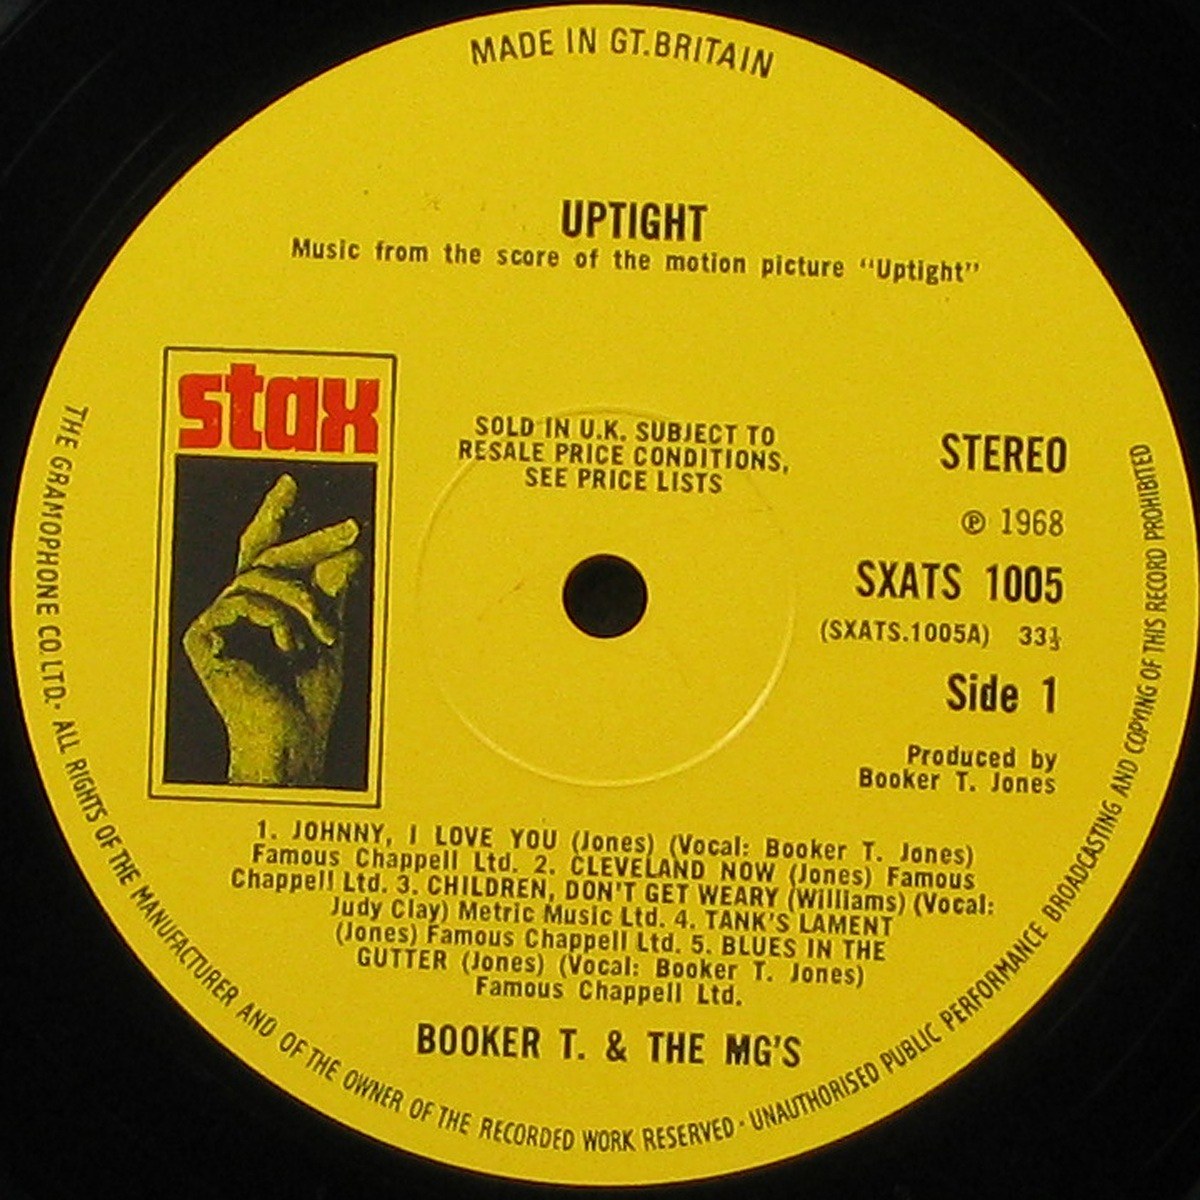 MADE IN GT.BRITAIN
UPTIGHT
Music from the score of the motion picture "Uptight"
stax
SOLD IN U.K. SUBJECT TO
RESALE PRICE CONDITIONS,
SEE PRICE LISTS
STEREO
℗ 1968
SXATS 1005
(SXATS.1005A) 33⅓
Side 1
Produced by
Booker T. Jones
1. JOHNNY, I LOVE YOU (Jones) (Vocal: Booker T. Jones)
Famous Chappell Ltd. 2. CLEVELAND NOW (Jones) Famous
Chappell Ltd. 3. CHILDREN, DON'T GET WEARY (Williams) (Vocal:
Judy Clay) Metric Music Ltd. 4. TANK'S LAMENT
(Jones) Famous Chappell Ltd. 5. BLUES IN THE
GUTTER (Jones) (Vocal: Booker T. Jones)
Famous Chappell Ltd.
BOOKER T. & THE MG'S
THE GRAMOPHONE CO.LTD. · ALL RIGHTS OF THE MANUFACTURER AND OF THE OWNER OF THE RECORDED WORK RESERVED · UNAUTHORISED PUBLIC PERFORMANCE BROADCASTING AND COPYING OF THIS RECORD PROHIBITED